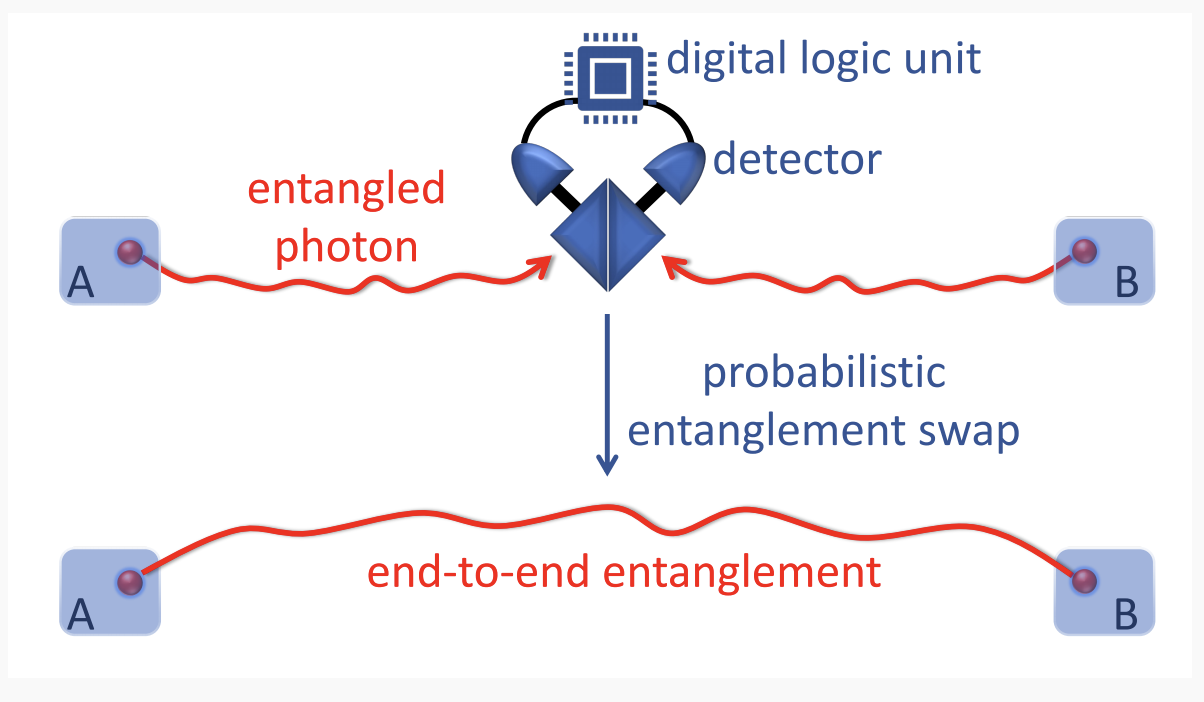 digital logic unit
detector
entangled
photon
A
B
probabilistic
entanglement swap
end-to-end entanglement
A
B